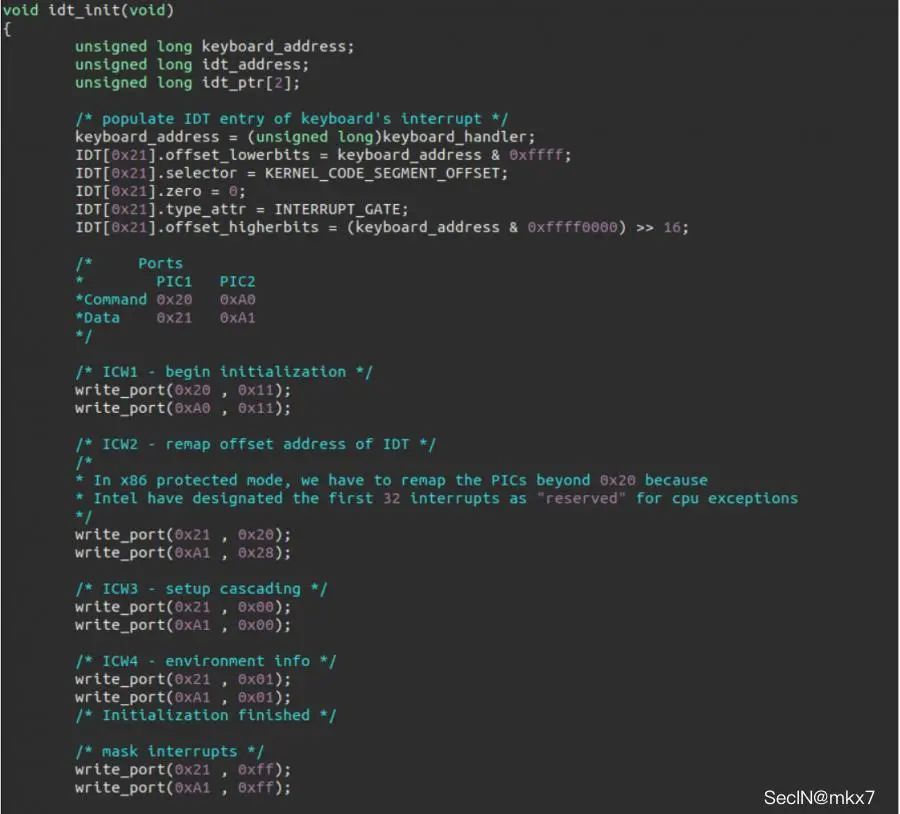 void idt_init(void)
{
        unsigned long keyboard_address;
        unsigned long idt_address;
        unsigned long idt_ptr[2];

        /* populate IDT entry of keyboard's interrupt */
        keyboard_address = (unsigned long)keyboard_handler;
        IDT[0x21].offset_lowerbits = keyboard_address & 0xffff;
        IDT[0x21].selector = KERNEL_CODE_SEGMENT_OFFSET;
        IDT[0x21].zero = 0;
        IDT[0x21].type_attr = INTERRUPT_GATE;
        IDT[0x21].offset_higherbits = (keyboard_address & 0xffff0000) >> 16;

        /*     Ports
        *        PIC1   PIC2
        *Command 0x20   0xA0
        *Data    0x21   0xA1
        */

        /* ICW1 - begin initialization */
        write_port(0x20 , 0x11);
        write_port(0xA0 , 0x11);

        /* ICW2 - remap offset address of IDT */
        /*
        * In x86 protected mode, we have to remap the PICs beyond 0x20 because
        * Intel have designated the first 32 interrupts as "reserved" for cpu exceptions
        */
        write_port(0x21 , 0x20);
        write_port(0xA1 , 0x28);

        /* ICW3 - setup cascading */
        write_port(0x21 , 0x00);
        write_port(0xA1 , 0x00);

        /* ICW4 - environment info */
        write_port(0x21 , 0x01);
        write_port(0xA1 , 0x01);
        /* Initialization finished */

        /* mask interrupts */
        write_port(0x21 , 0xff);
        write_port(0xA1 , 0xff);
SecIN@mkx7